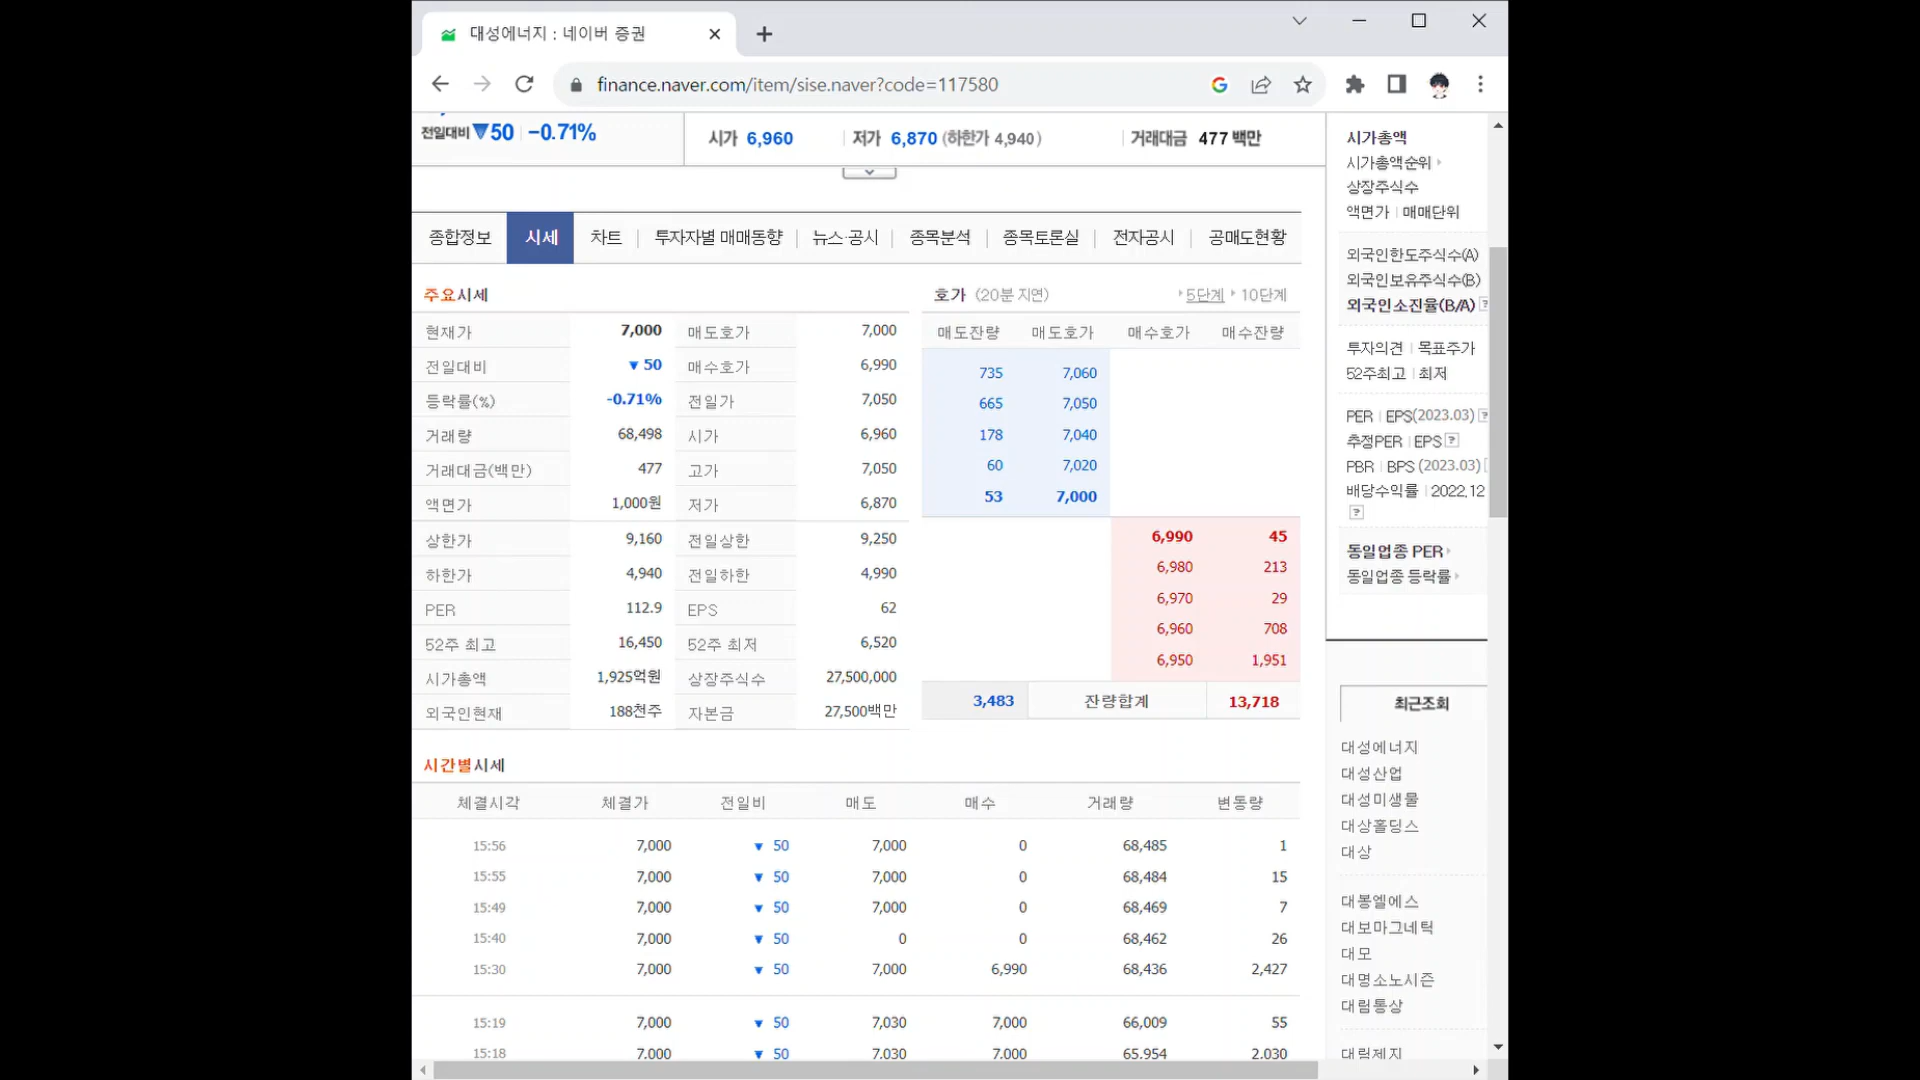 대성에너지 : 네이버 증권
finance.naver.com/item/sise.naver?code=117580
전일대비 ▼50 -0.71%
시가 6,960 저가 6,870 (하한가 4,940) 거래대금 477 백만
종합정보 시세 차트 투자자별 매매동향 뉴스·공시 종목분석 종목토론실 전자공시 공매도현황
주요시세
현재가 7,000 매도호가 7,000
전일대비 ▼ 50 매수호가 6,990
등락률(%) -0.71% 전일가 7,050
거래량 68,498 시가 6,960
거래대금(백만) 477 고가 7,050
액면가 1,000원 저가 6,870
상한가 9,160 전일상한 9,250
하한가 4,940 전일하한 4,990
PER 112.9 EPS 62
52주 최고 16,450 52주 최저 6,520
시가총액 1,925억원 상장주식수 27,500,000
외국인현재 188천주 자본금 27,500백만
호가 (20분 지연) 5단계 10단계
매도잔량 매도호가 매수호가 매수잔량
735 7,060
665 7,050
178 7,040
60 7,020
53 7,000
6,990 45
6,980 213
6,970 29
6,960 708
6,950 1,951
3,483 잔량합계 13,718
시간별시세
체결시각 체결가 전일비 매도 매수 거래량 변동량
15:56 7,000 ▼ 50 7,000 0 68,485 1
15:55 7,000 ▼ 50 7,000 0 68,484 15
15:49 7,000 ▼ 50 7,000 0 68,469 7
15:40 7,000 ▼ 50 0 0 68,462 26
15:30 7,000 ▼ 50 7,000 6,990 68,436 2,427
15:19 7,000 ▼ 50 7,030 7,000 66,009 55
15:18 7,000 ▼ 50 7,030 7,000 65,954 2,030
시가총액
시가총액순위
상장주식수
액면가 매매단위
외국인한도주식수(A)
외국인보유주식수(B)
외국인소진율(B/A) ?
투자의견 목표주가
52주최고 최저
PER EPS(2023.03) ?
추정PER EPS ?
PBR BPS (2023.03)
배당수익률 2022.12
?
동일업종 PER
동일업종 등락률
최근조회
대성에너지
대성산업
대성미생물
대상홀딩스
대상
대봉엘에스
대보마그네틱
대모
대명소노시즌
대림통상
대림제지